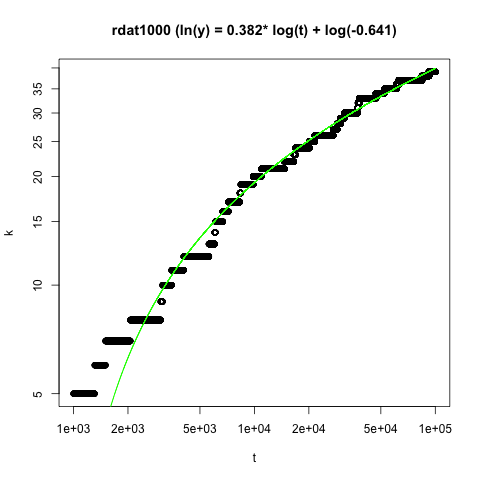 rdat1000 (ln(y) = 0.382* log(t) + log(-0.641)
k
5
10
15
20
25
30
35
1e+03
2e+03
5e+03
1e+04
2e+04
5e+04
1e+05
t